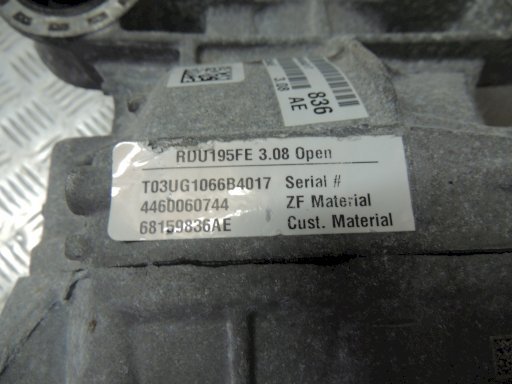 836
AE
3.08
RDU195FE 3.08 Open
T03UG1066B4017 Serial #
4460060744 ZF Material
68159836AE Cust. Material